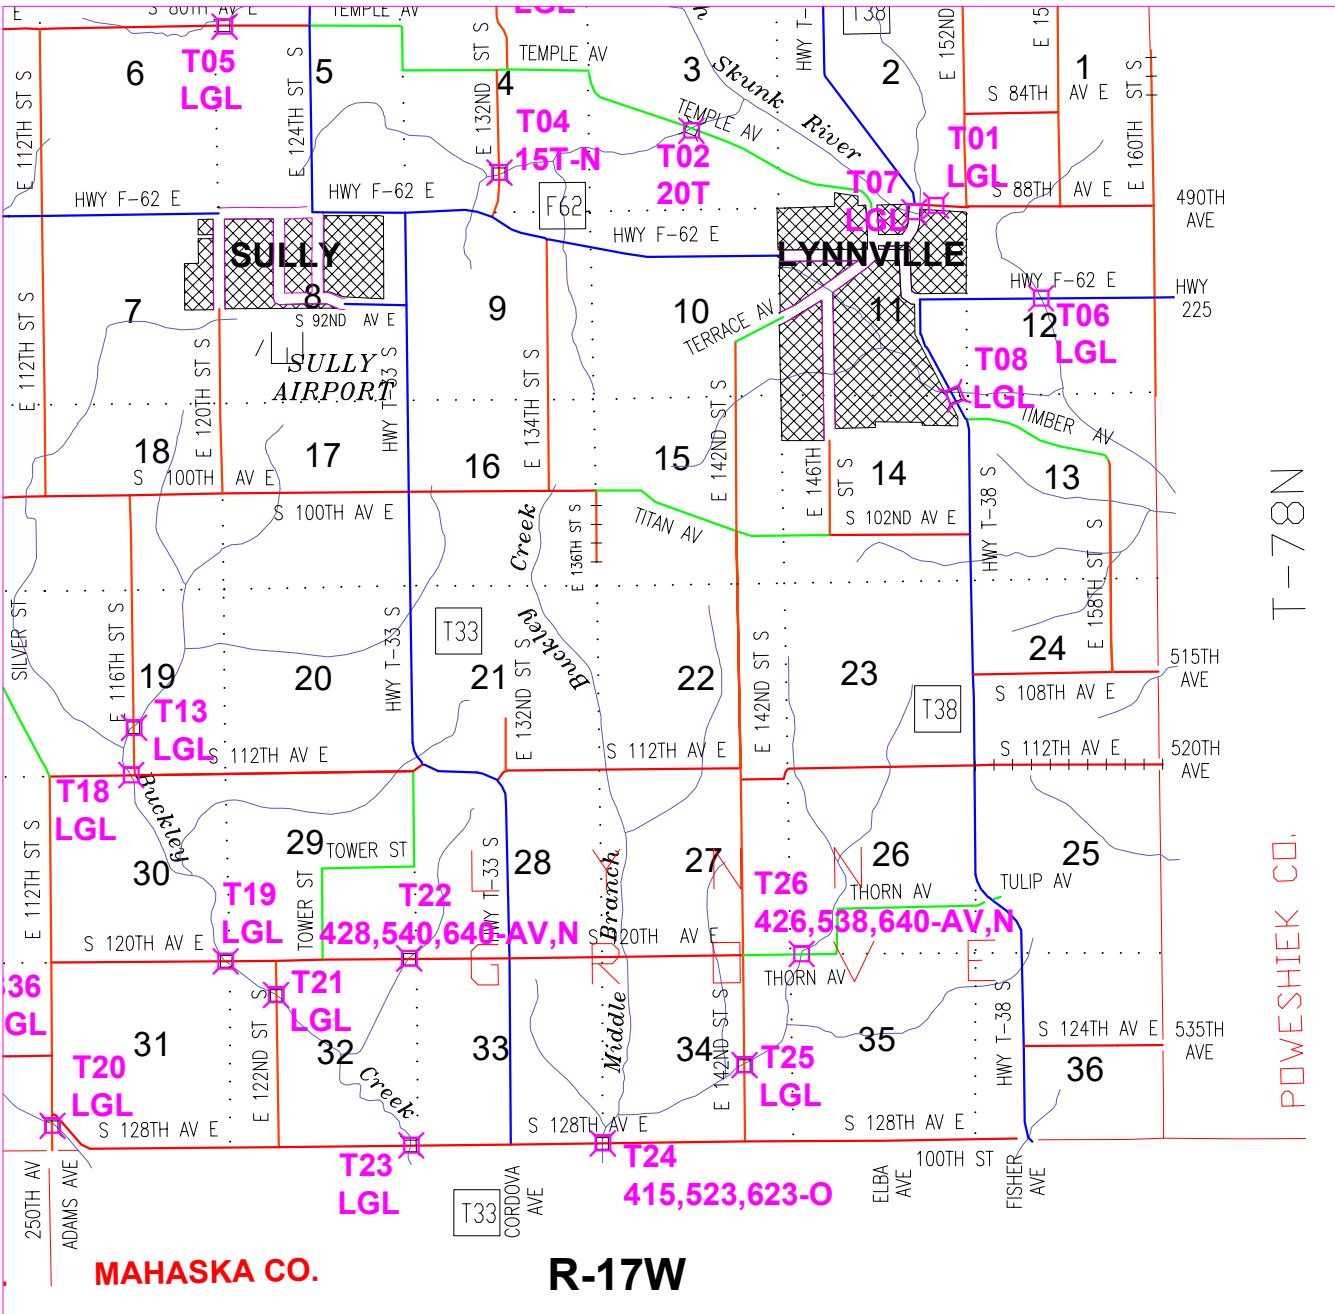 S 80TH AV E
TEMPLE AV
LGL
T38
HWY T-
E 152ND
E 15
T05
LGL
6
5
4
3
2
1
TEMPLE AV
Skunk River
S 84TH AV E
E 112TH ST S
E 124TH ST S
E 132ND ST S
E 160TH ST S
T04
15T-N
TEMPLE AV
T02
20T
T01
LGL
T07
LGL
S 88TH AV E
490TH
AVE
HWY F-62 E
HWY F-62 E
F62
HWY F-62 E
SULLY
LYNNVILLE
HWY F-62 E
HWY
225
7
8
9
10
11
12
T06
LGL
S 92ND AV E
TERRACE AV
E 112TH ST S
E 120TH ST S
SULLY
AIRPORT
HWY T-33 S
E 134TH ST S
E 142ND ST S
T08
LGL
TIMBER AV
18
17
16
15
14
13
E 146TH ST S
HWY T-38 S
S 100TH AV E
S 100TH AV E
TITAN AV
S 102ND AV E
Buckley Creek
E 136TH ST S
T-78N
E 158TH ST S
SILVER ST
E 116TH ST S
HWY T-33 S
T33
E 132ND ST S
E 142ND ST S
19
20
21
22
23
24
515TH
AVE
S 108TH AV E
T38
T13
LGL
S 112TH AV E
S 112TH AV E
S 112TH AV E
520TH
AVE
T18
LGL
Buckley
E 112TH ST S
30
29
28
27
26
25
TOWER ST
TOWER ST
HWY T-33 S
LYNN
T26
426,538,640-AV,N
THORN AV
TULIP AV
T19
LGL
T22
428,540,640-AV,N
S 120TH AV E
S 120TH AV E
Middle Branch
GROVE
THORN AV
POWESHIEK CO.
36
GL
T21
LGL
E 122ND ST S
E 142ND ST S
HWY T-38 S
S 124TH AV E
535TH
AVE
31
32
33
34
35
36
T20
LGL
Creek
T25
LGL
S 128TH AV E
S 128TH AV E
S 128TH AV E
T23
LGL
T24
415,523,623-O
100TH ST
250TH AV
ADAMS AVE
T33
CORDOVA
AVE
ELBA
AVE
FISHER
AVE
MAHASKA CO.
R-17W